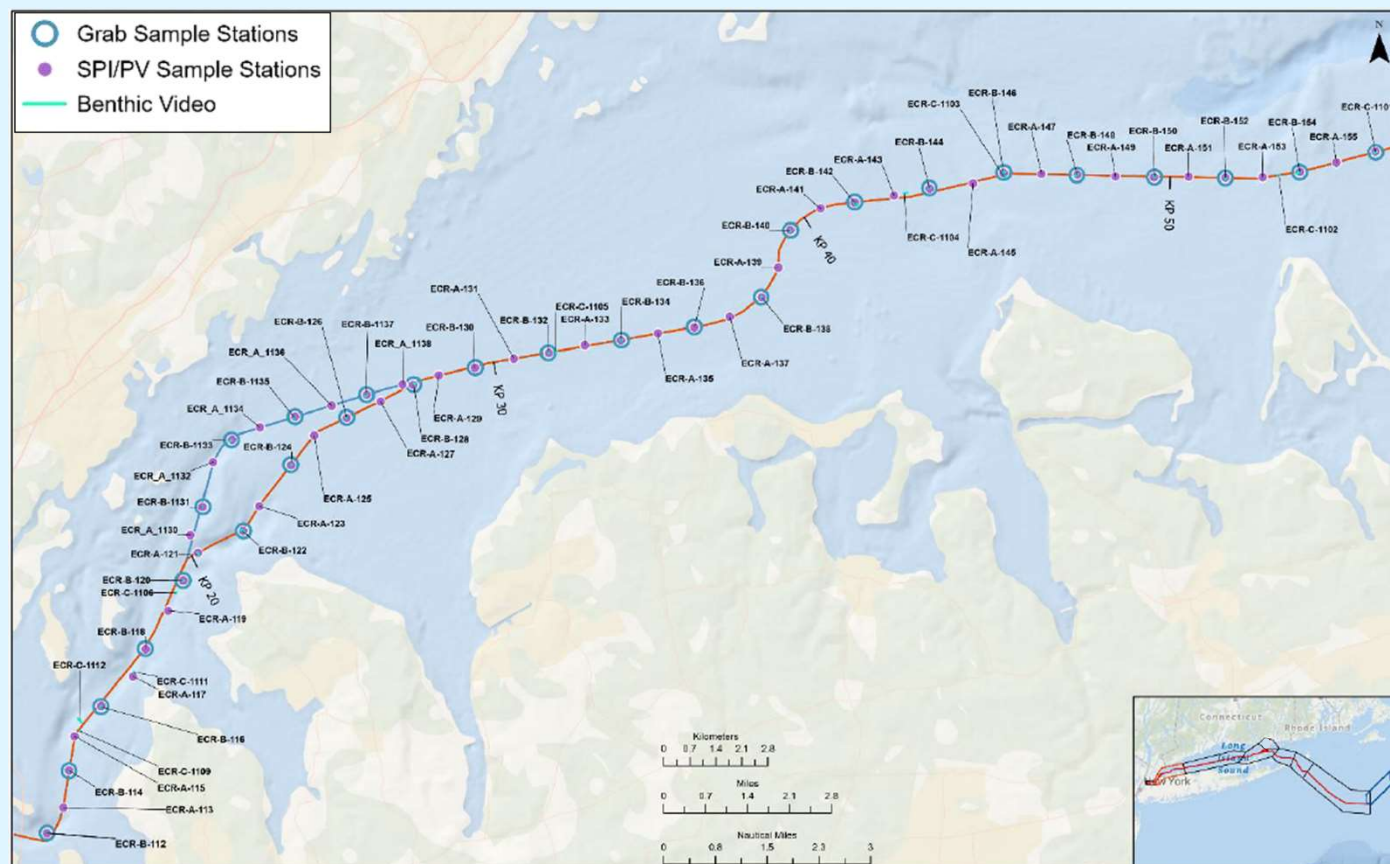 Grab Sample Stations
SPI/PV Sample Stations
Benthic Video
N
ECR-B-146
ECR-C-1103
ECR-A-147
ECR-B-148
ECR-A-149
ECR-B-150
ECR-A-151
ECR-B-152
ECR-A-153
ECR-B-154
ECR-A-155
ECR-C-1101
ECR-B-144
ECR-A-143
ECR-B-142
ECR-A-141
ECR-B-140
KP 40
ECR-C-1104
ECR-A-145
KP 50
ECR-C-1102
ECR-A-139
ECR-B-138
ECR-B-136
ECR-A-137
ECR-A-135
ECR-B-134
ECR-C-1105
ECR-A-133
ECR-B-132
ECR-A-131
ECR-B-130
KP 30
ECR-A-129
ECR-B-128
ECR-A-127
ECR_A_1138
ECR-B-1137
ECR-B-126
ECR_A_1136
ECR-B-1135
ECR_A_1134
ECR-B-1133
ECR-B-124
ECR_A_1132
ECR-A-125
ECR-B-1131
ECR-A-123
ECR_A_1130
ECR-B-122
ECR-A-121
KP 20
ECR-B-120
ECR-C-1106
ECR-A-119
ECR-B-118
ECR-C-1112
ECR-C-1111
ECR-A-117
ECR-B-116
ECR-C-1109
ECR-A-115
ECR-B-114
ECR-A-113
ECR-B-112
Kilometers
0 0.7 1.4 2.1 2.8
Miles
0 0.7 1.4 2.1 2.8
Nautical Miles
0 0.8 1.5 2.3 3
Connecticut
Rhode Island
Long
Island
Sound
New York